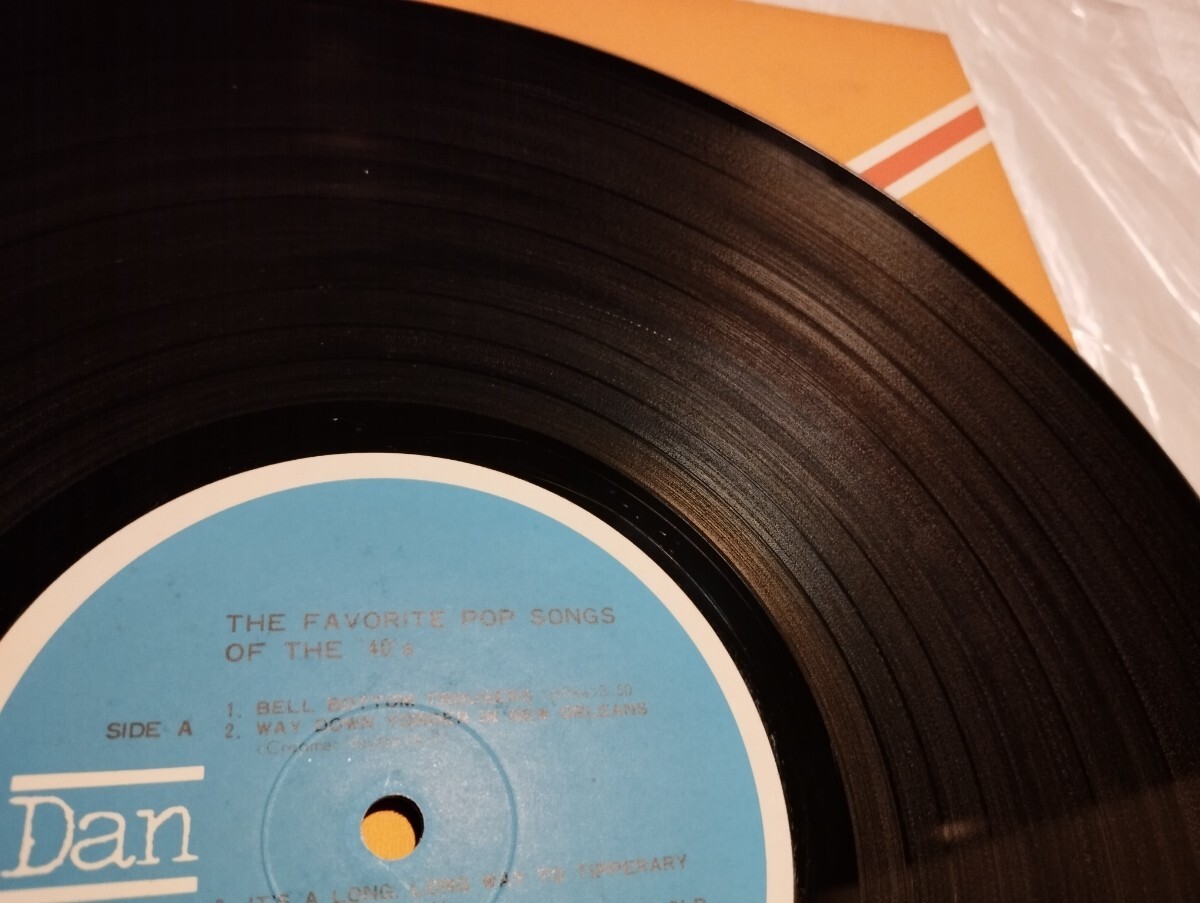 THE FAVORITE POP SONGS
OF THE '40's
SIDE A
1. BELL BOTTOM TROUSERS
2. WAY DOWN YONDER IN NEW ORLEANS
Dan
IT'S A LONG, LONG WAY TO TIPPERARY